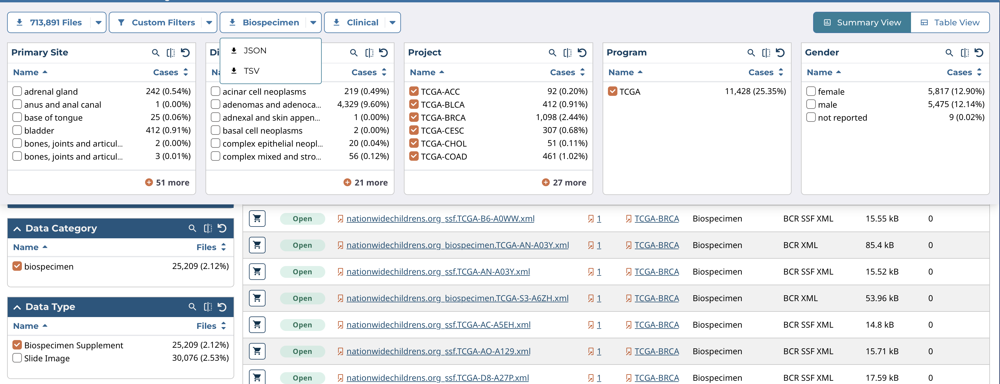 713,891 Files
Custom Filters
Biospecimen
Clinical
Summary View
Table View
JSON
TSV
Primary Site
Name
Cases
adrenal gland 242 (0.54%)
anus and anal canal 1 (0.00%)
base of tongue 25 (0.06%)
bladder 412 (0.91%)
bones, joints and articul... 2 (0.00%)
bones, joints and articul... 3 (0.01%)
51 more
Di
Na
Cases
acinar cell neoplasms 219 (0.49%)
adenomas and adenoca... 4,329 (9.60%)
adnexal and skin appen... 1 (0.00%)
basal cell neoplasms 2 (0.00%)
complex epithelial neopl... 20 (0.04%)
complex mixed and stro... 56 (0.12%)
21 more
Project
Name
Cases
TCGA-ACC 92 (0.20%)
TCGA-BLCA 412 (0.91%)
TCGA-BRCA 1,098 (2.44%)
TCGA-CESC 307 (0.68%)
TCGA-CHOL 51 (0.11%)
TCGA-COAD 461 (1.02%)
27 more
Program
Name
Cases
TCGA 11,428 (25.35%)
Gender
Name
Cases
female 5,817 (12.90%)
male 5,475 (12.14%)
not reported 9 (0.02%)
Data Category
Name
Files
biospecimen 25,209 (2.12%)
Data Type
Name
Files
Biospecimen Supplement 25,209 (2.12%)
Slide Image 30,076 (2.53%)
Open nationwidechildrens.org_ssf.TCGA-B6-A0WW.xml 1 TCGA-BRCA Biospecimen BCR SSF XML 15.55 kB 0
Open nationwidechildrens.org_biospecimen.TCGA-AN-A03Y.xml 1 TCGA-BRCA Biospecimen BCR XML 85.4 kB 0
Open nationwidechildrens.org_ssf.TCGA-AN-A03Y.xml 1 TCGA-BRCA Biospecimen BCR SSF XML 15.52 kB 0
Open nationwidechildrens.org_biospecimen.TCGA-S3-A6ZH.xml 1 TCGA-BRCA Biospecimen BCR XML 53.96 kB 0
Open nationwidechildrens.org_ssf.TCGA-AC-A5EH.xml 1 TCGA-BRCA Biospecimen BCR SSF XML 14.8 kB 0
Open nationwidechildrens.org_ssf.TCGA-AO-A129.xml 1 TCGA-BRCA Biospecimen BCR SSF XML 15.71 kB 0
Open nationwidechildrens.org_ssf.TCGA-D8-A27P.xml 1 TCGA-BRCA Biospecimen BCR SSF XML 17.59 kB 0